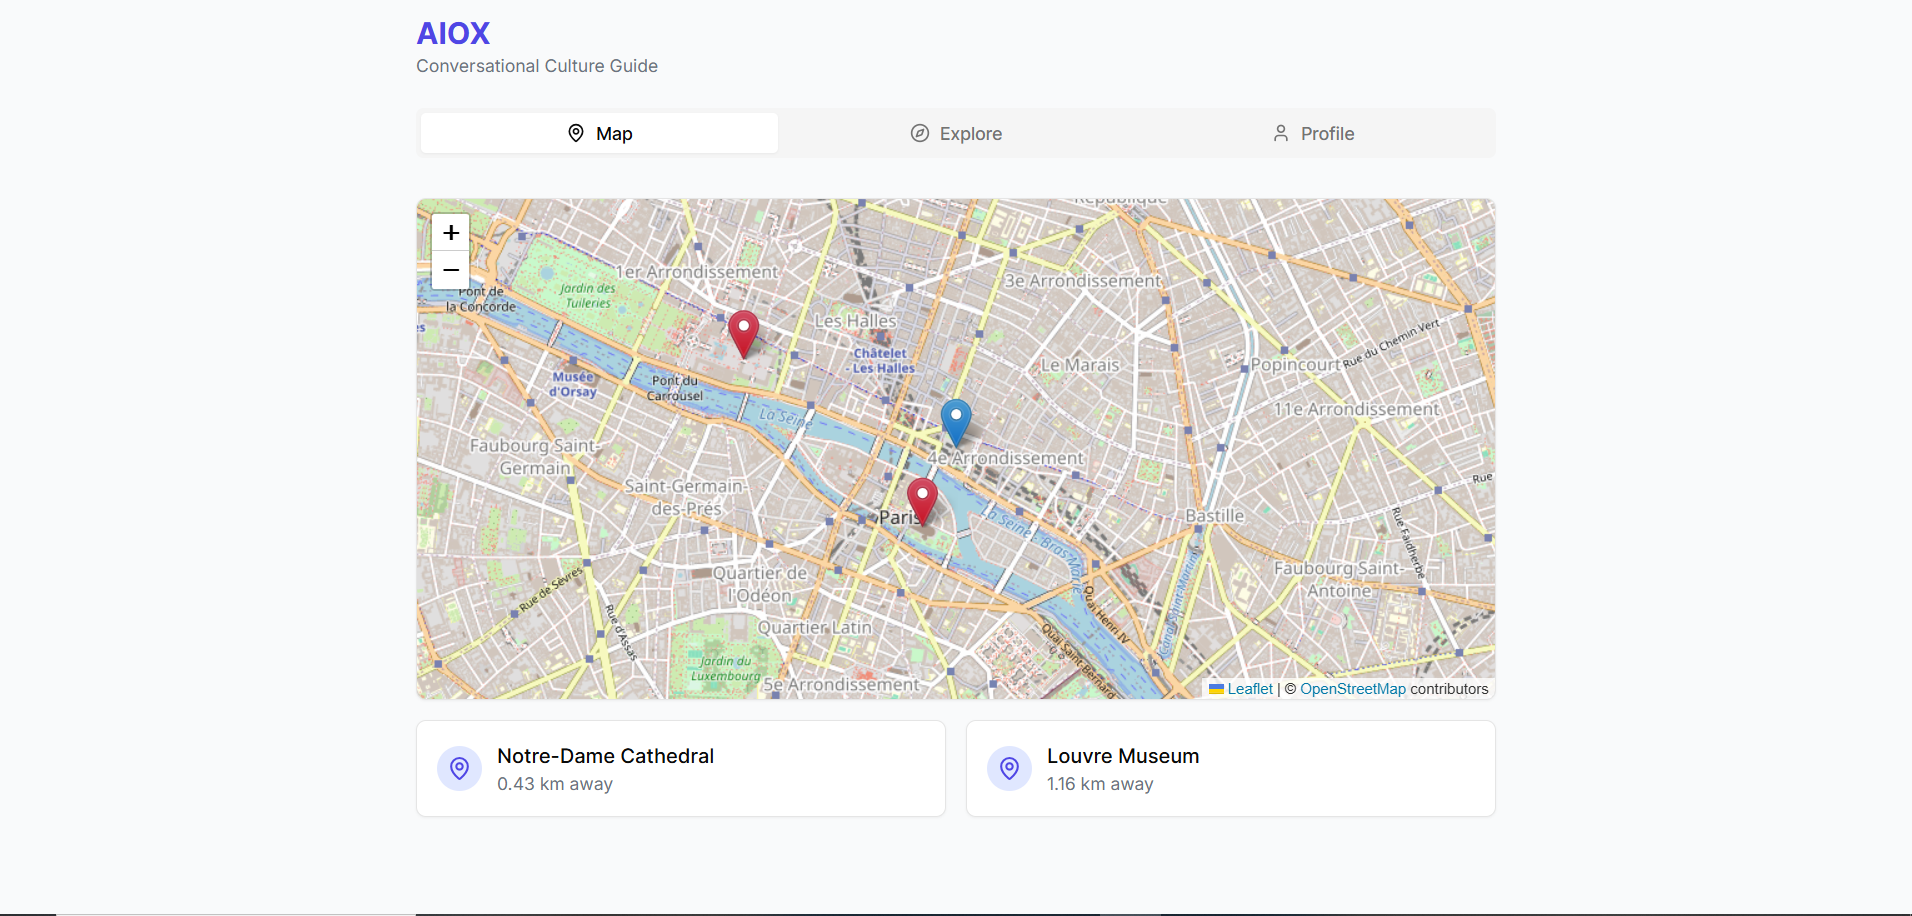 AIOX
Conversational Culture Guide
Map
Explore
Profile
+
−
République
1er Arrondissement
3e Arrondissement
Jardin des
Tuileries
Pont de
la Concorde
Les Halles
Rue du Chemin Vert
Châtelet
- Les Halles
Le Marais
Popincourt
Musée
d'Orsay
Pont du
Carrousel
La Seine
11e Arrondissement
Faubourg Saint-
Germain
4e Arrondissement
Saint-Germain-
des-Prés
Rue
Paris
La Seine - Bras Marie
Bastille
Rue Faidherbe
Quartier de
l'Odéon
Faubourg Saint-
Antoine
Rue de Sèvres
Rue d'Assas
Quai Henri IV
Canal Saint-Martin
Quartier Latin
Quai Saint-Bernard
Jardin du
Luxembourg
5e Arrondissement
Leaflet | © OpenStreetMap contributors
Notre-Dame Cathedral
0.43 km away
Louvre Museum
1.16 km away